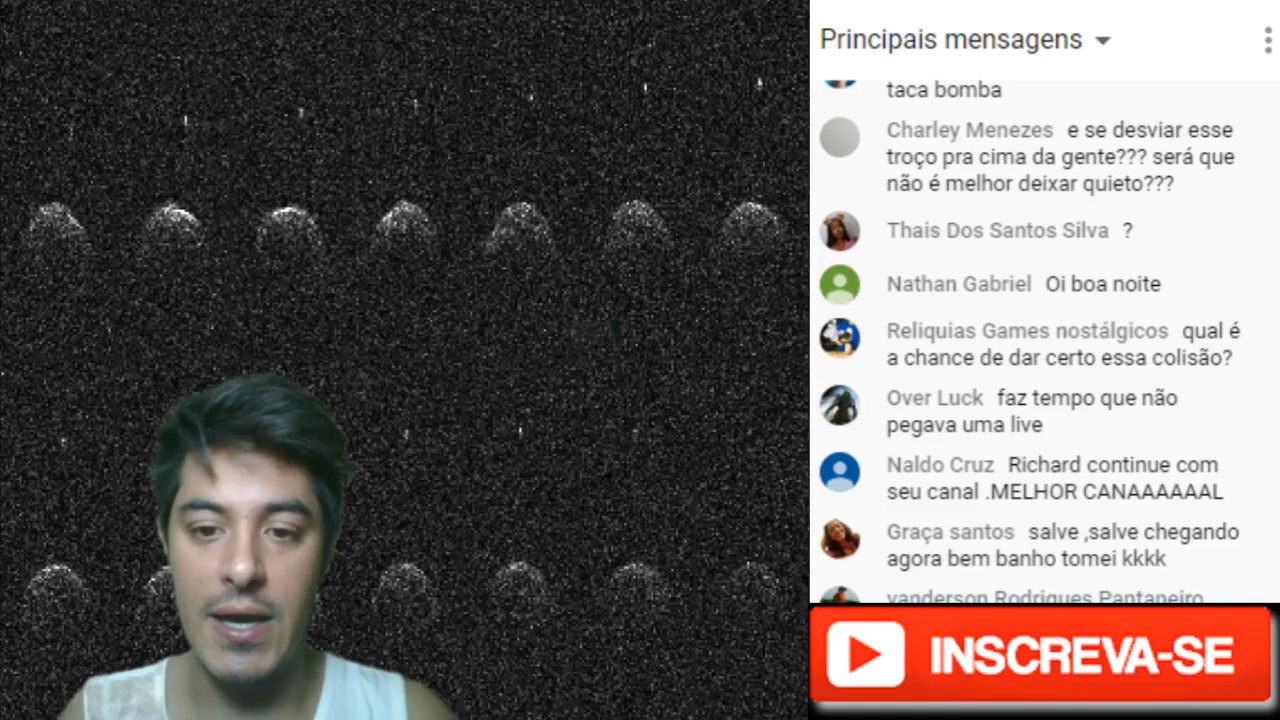 Principais mensagens
taca bomba
Charley Menezes e se desviar esse
troço pra cima da gente??? será que
não é melhor deixar quieto???
Thais Dos Santos Silva ?
Nathan Gabriel Oi boa noite
Reliquias Games nostálgicos qual é
a chance de dar certo essa colisão?
Over Luck faz tempo que não
pegava uma live
Naldo Cruz Richard continue com
seu canal .MELHOR CANAAAAAAL
Graça santos salve ,salve chegando
agora bem banho tomei kkkk
vanderson Rodrigues Pantaneiro
INSCREVA-SE